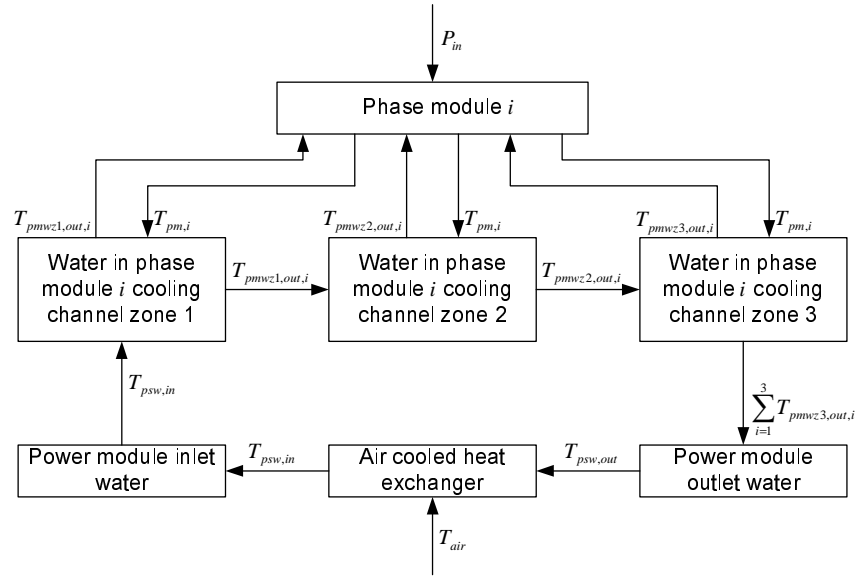 P_in
Phase module i
T_pmwz1,out,i
T_pm,i
T_pmwz2,out,i
T_pm,i
T_pmwz3,out,i
T_pm,i
Water in phase
module i cooling
channel zone 1
T_pmwz1,out,i
Water in phase
module i cooling
channel zone 2
T_pmwz2,out,i
Water in phase
module i cooling
channel zone 3
T_psw,in
3
∑ T_pmwz3,out,i
i=1
Power module inlet
water
T_psw,in
Air cooled heat
exchanger
T_psw,out
Power module
outlet water
T_air